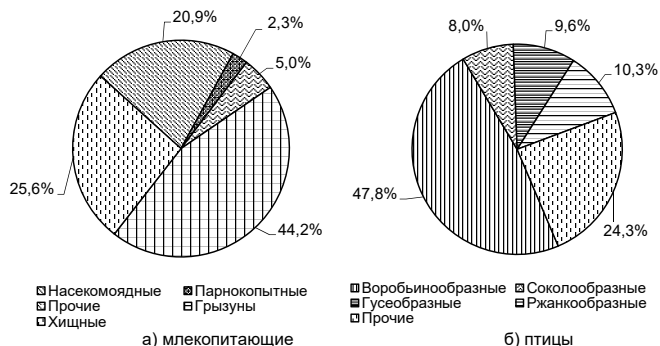 20,9%
2,3%
5,0%
25,6%
44,2%
8,0%
9,6%
10,3%
47,8%
24,3%
Насекомоядные Парнокопытные
Прочие Грызуны
Хищные
а) млекопитающие
Воробьинообразные Соколообразные
Гусеобразные Ржанкообразные
Прочие
б) птицы